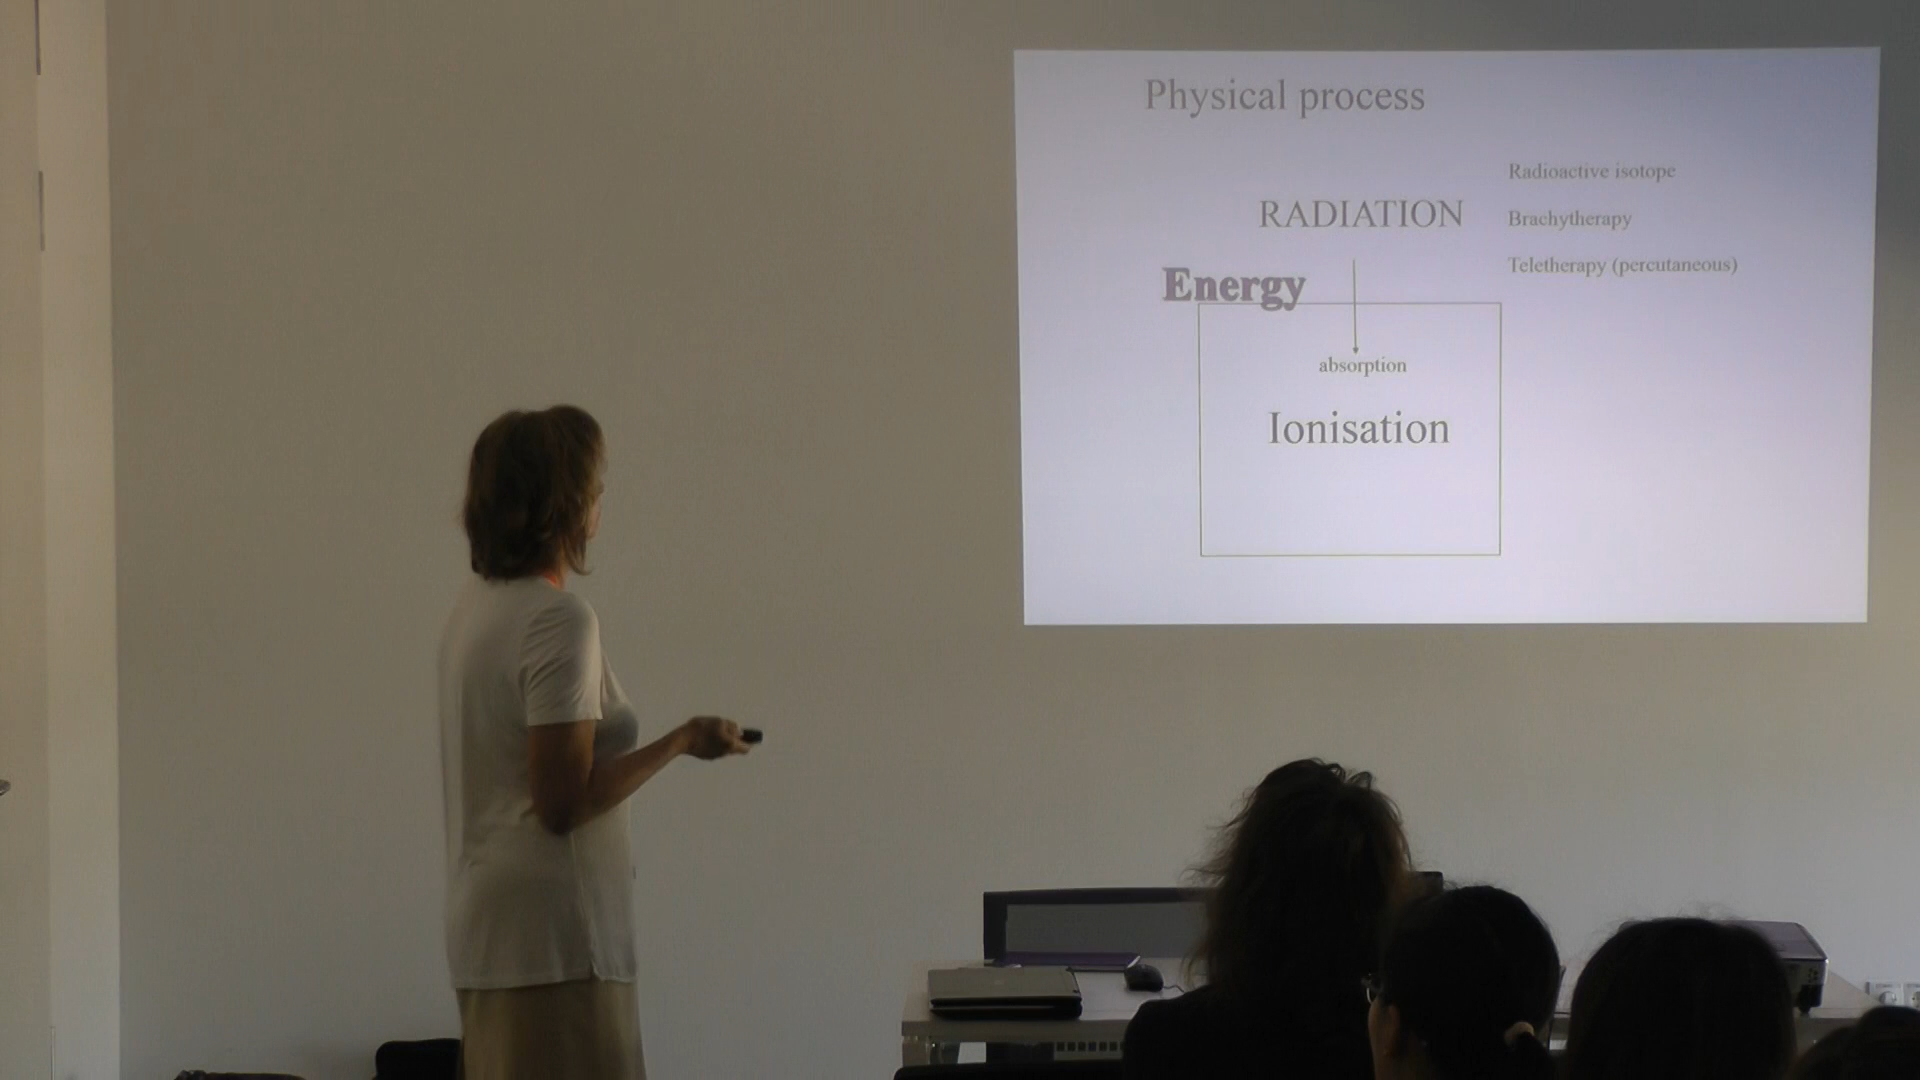 Physical process
Radioactive isotope
RADIATION
Brachytherapy
Teletherapy (percutaneous)
Energy
absorption
Ionisation